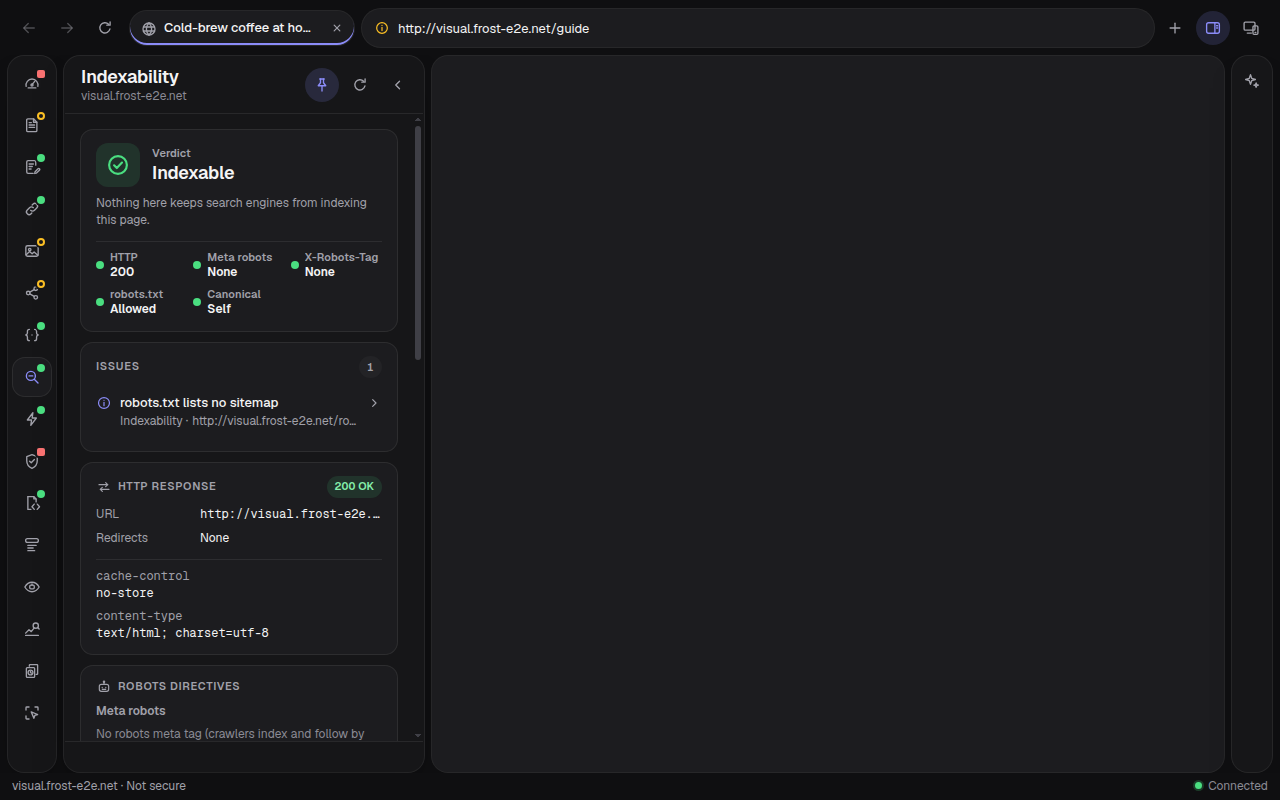 Cold-brew coffee at ho...
http://visual.frost-e2e.net/guide
Indexability
visual.frost-e2e.net
Verdict
Indexable
Nothing here keeps search engines from indexing
this page.
HTTP
200
Meta robots
None
X-Robots-Tag
None
robots.txt
Allowed
Canonical
Self
ISSUES
1
robots.txt lists no sitemap
Indexability · http://visual.frost-e2e.net/ro...
HTTP RESPONSE
200 OK
URL
http://visual.frost-e2e.…
Redirects
None
cache-control
no-store
content-type
text/html; charset=utf-8
ROBOTS DIRECTIVES
Meta robots
No robots meta tag (crawlers index and follow by
visual.frost-e2e.net · Not secure
Connected